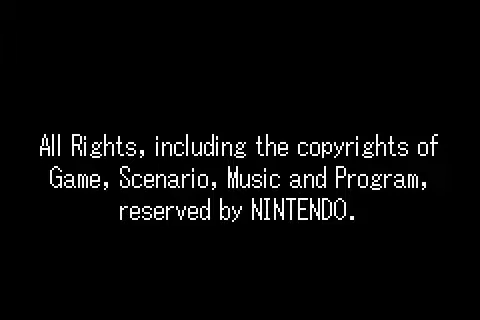 All Rights, including the copyrights of
Game, Scenario, Music and Program,
reserved by NINTENDO.